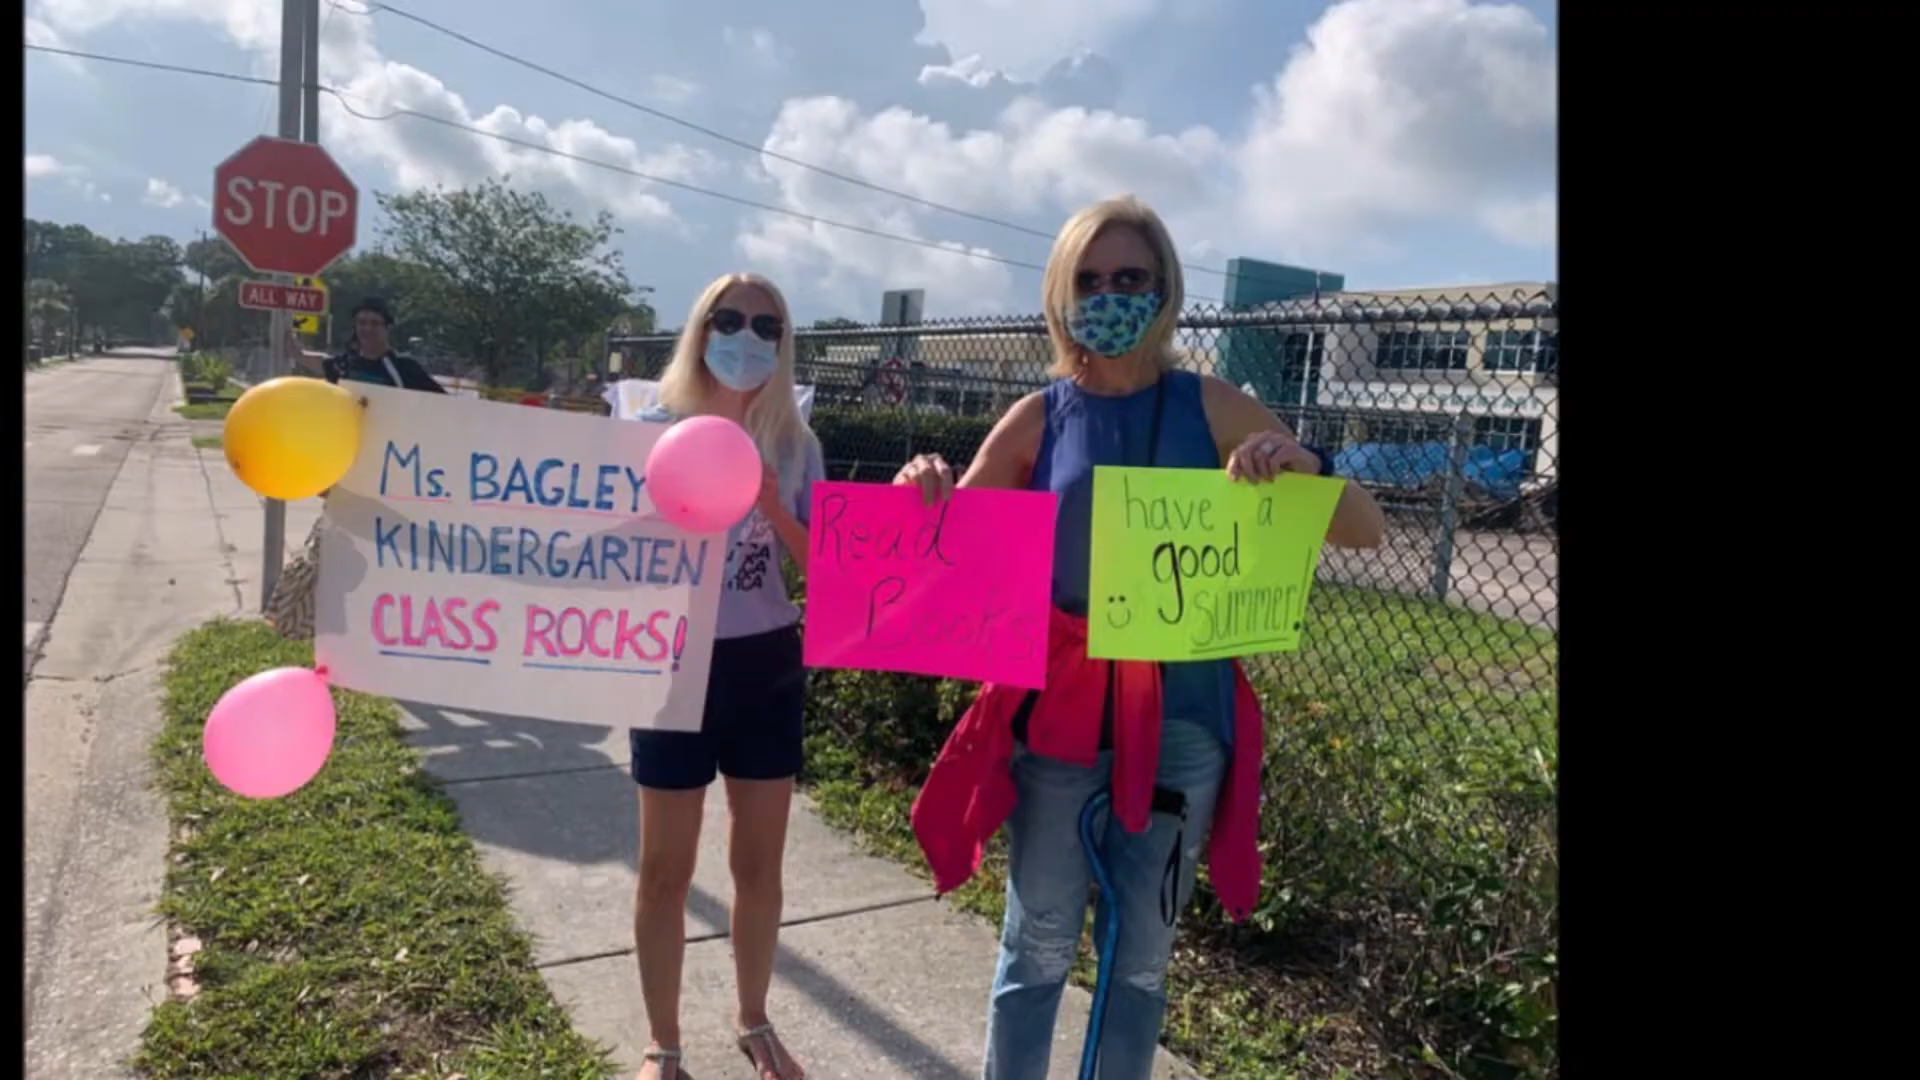 STOP
ALL WAY
Ms. BAGLEY
KINDERGARTEN
CLASS ROCKS!
Read
Books
have a
good
summer!